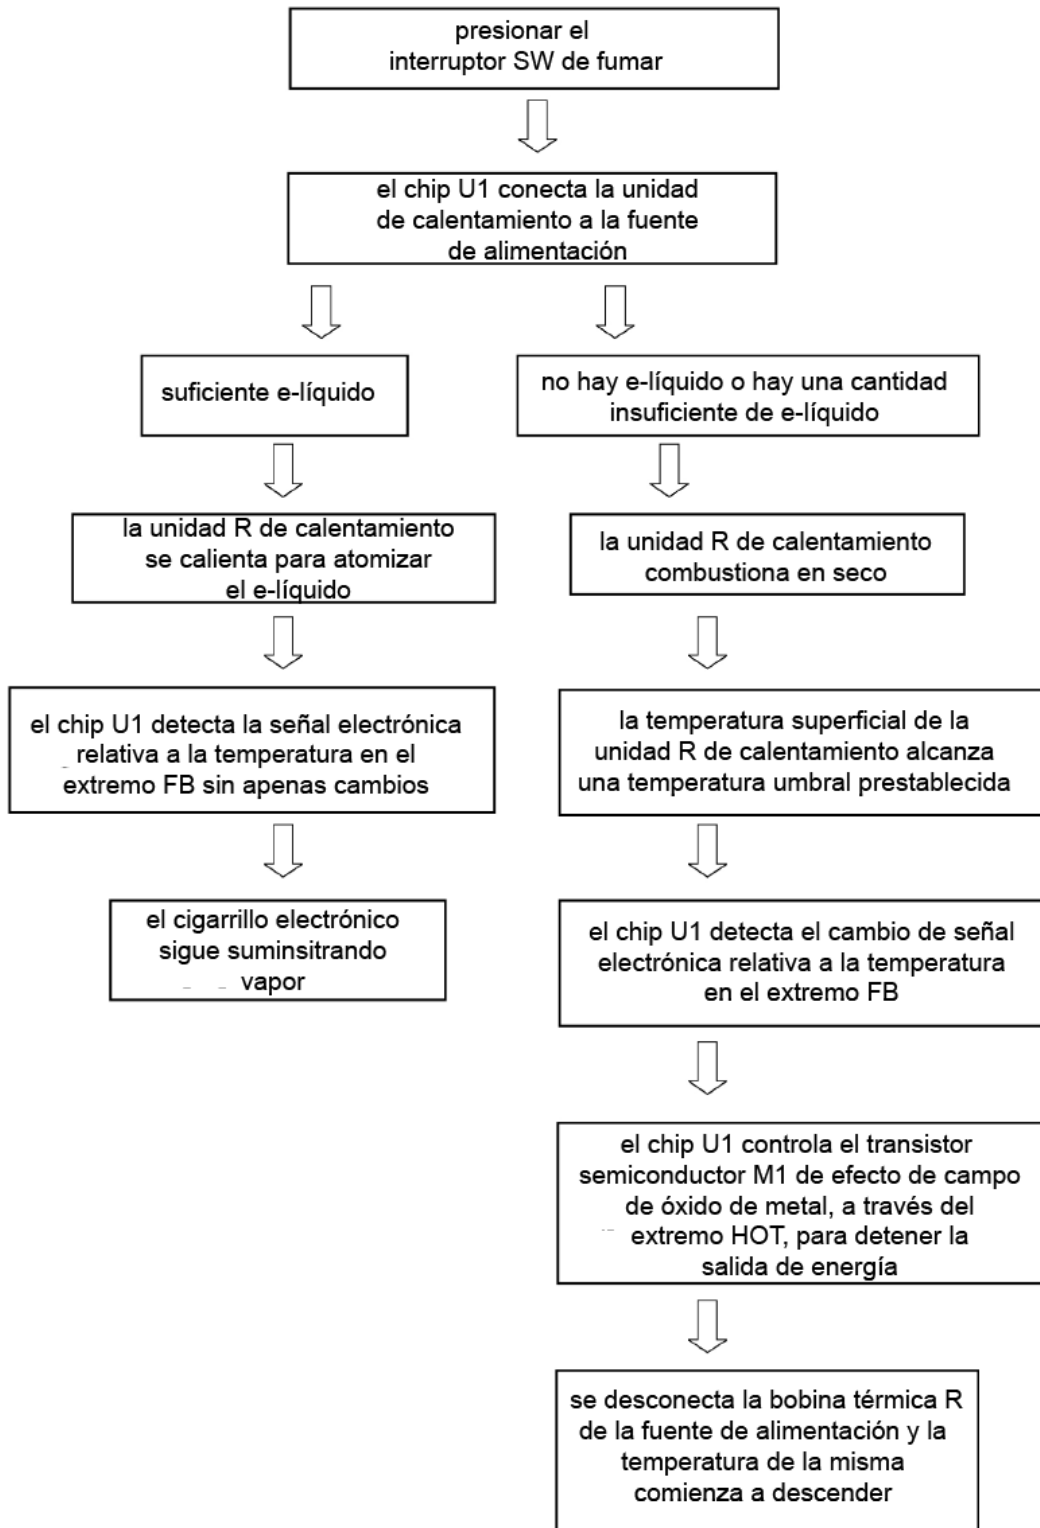 presionar el
interruptor SW de fumar
el chip U1 conecta la unidad
de calentamiento a la fuente
de alimentación
suficiente e-líquido
no hay e-líquido o hay una cantidad
insuficiente de e-líquido
la unidad R de calentamiento
se calienta para atomizar
el e-líquido
la unidad R de calentamiento
combustiona en seco
el chip U1 detecta la señal electrónica
relativa a la temperatura en el
extremo FB sin apenas cambios
la temperatura superficial de la
unidad R de calentamiento alcanza
una temperatura umbral prestablecida
el cigarrillo electrónico
sigue suminsitrando
vapor
el chip U1 detecta el cambio de señal
electrónica relativa a la temperatura
en el extremo FB
el chip U1 controla el transistor
semiconductor M1 de efecto de campo
de óxido de metal, a través del
extremo HOT, para detener la
salida de energía
se desconecta la bobina térmica R
de la fuente de alimentación y la
temperatura de la misma
comienza a descender